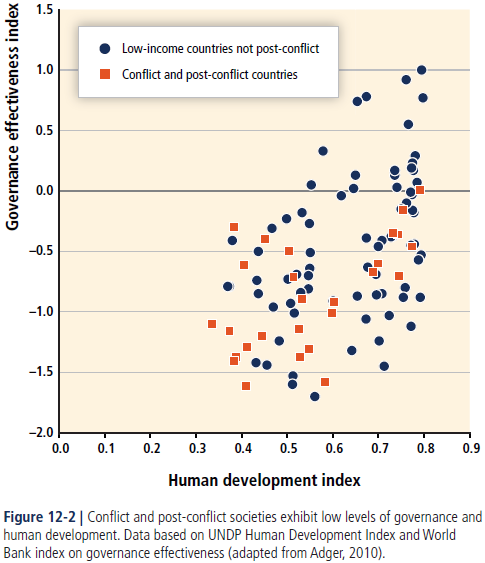 Governance effectiveness index
1.5
1.0
0.5
0.0
−0.5
−1.0
−1.5
−2.0
Low-income countries not post-conflict
Conflict and post-conflict countries
0.0 0.1 0.2 0.3 0.4 0.5 0.6 0.7 0.8 0.9
Human development index
Figure 12-2 | Conflict and post-conflict societies exhibit low levels of governance and
human development. Data based on UNDP Human Development Index and World
Bank index on governance effectiveness (adapted from Adger, 2010).